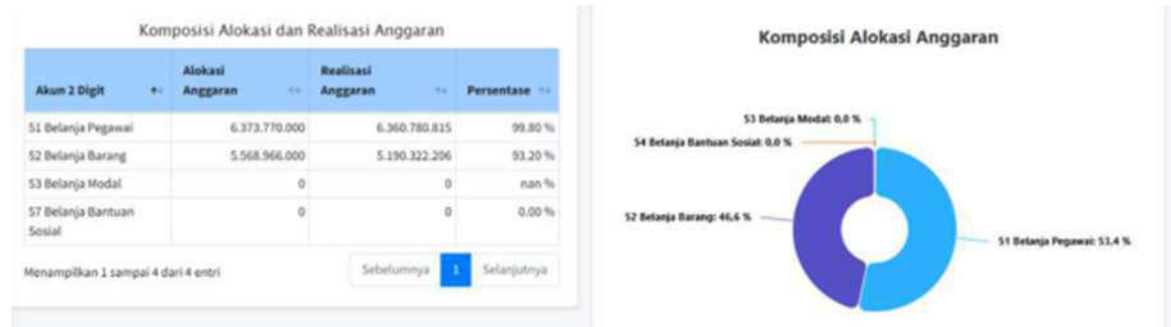 Komposisi Alokasi dan Realisasi Anggaran
Akun 2 Digit Alokasi Anggaran Realisasi Anggaran Persentase
51 Belanja Pegawai 6.373.770.000 6.360.780.815 99.80 %
52 Belanja Barang 5.568.966.000 5.190.322.206 93.20 %
53 Belanja Modal 0 0 nan %
57 Belanja Bantuan Sosial 0 0 0.00 %
Menampilkan 1 sampai 4 dari 4 entri
Sebelumnya 1 Selanjutnya
Komposisi Alokasi Anggaran
53 Belanja Modal: 0,0 %
54 Belanja Bantuan Sosial: 0,0 %
52 Belanja Barang: 46,6 %
51 Belanja Pegawai: 53,4 %